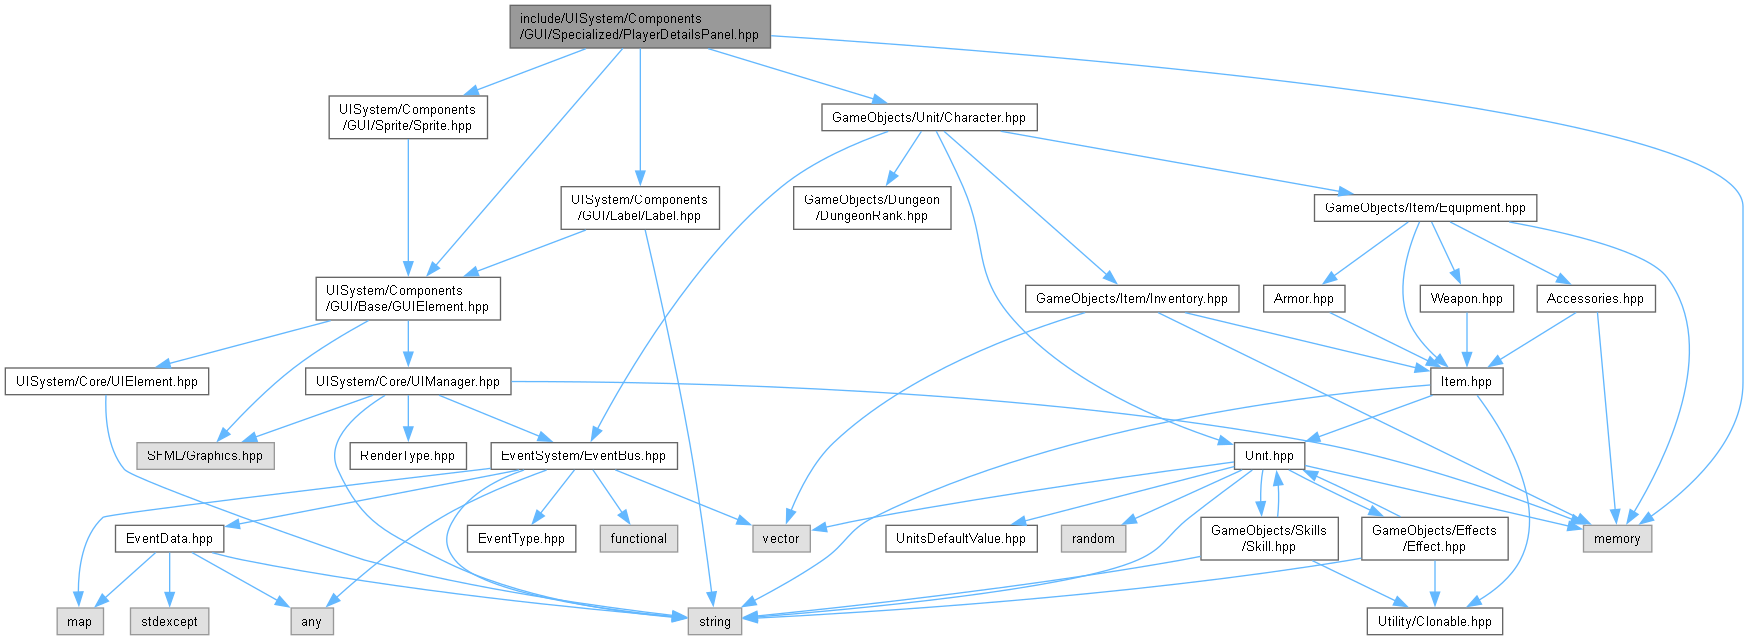 include/UISystem/Components
/GUI/Specialized/PlayerDetailsPanel.hpp
UISystem/Components
/GUI/Sprite/Sprite.hpp
GameObjects/Unit/Character.hpp
UISystem/Components
/GUI/Label/Label.hpp
GameObjects/Dungeon
/DungeonRank.hpp
GameObjects/Item/Equipment.hpp
UISystem/Components
/GUI/Base/GUIElement.hpp
GameObjects/Item/Inventory.hpp
Armor.hpp
Weapon.hpp
Accessories.hpp
UISystem/Core/UIElement.hpp
UISystem/Core/UIManager.hpp
Item.hpp
SFML/Graphics.hpp
RenderType.hpp
EventSystem/EventBus.hpp
Unit.hpp
EventData.hpp
EventType.hpp
functional
vector
UnitsDefaultValue.hpp
random
GameObjects/Skills
/Skill.hpp
GameObjects/Effects
/Effect.hpp
memory
map
stdexcept
any
string
Utility/Clonable.hpp